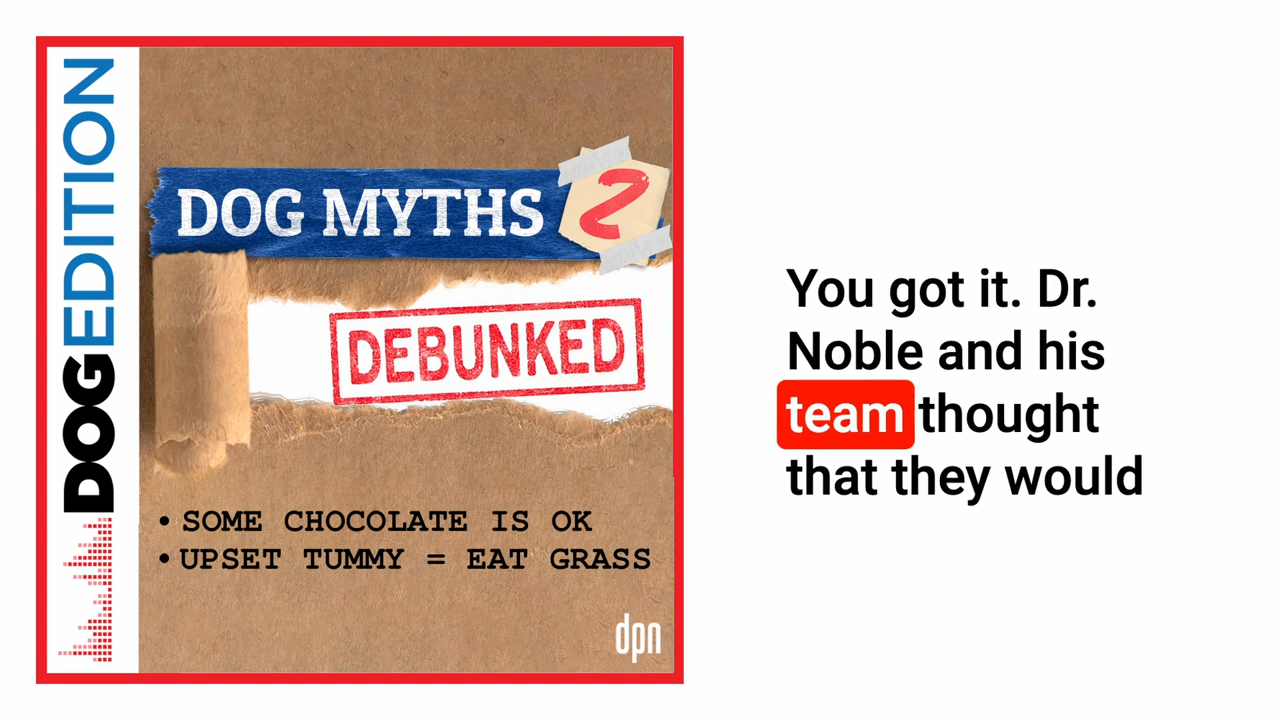 DOGEDITION
DOG MYTHS 2
DEBUNKED
• SOME CHOCOLATE IS OK
• UPSET TUMMY = EAT GRASS
dpn
You got it. Dr.
Noble and his
team thought
that they would